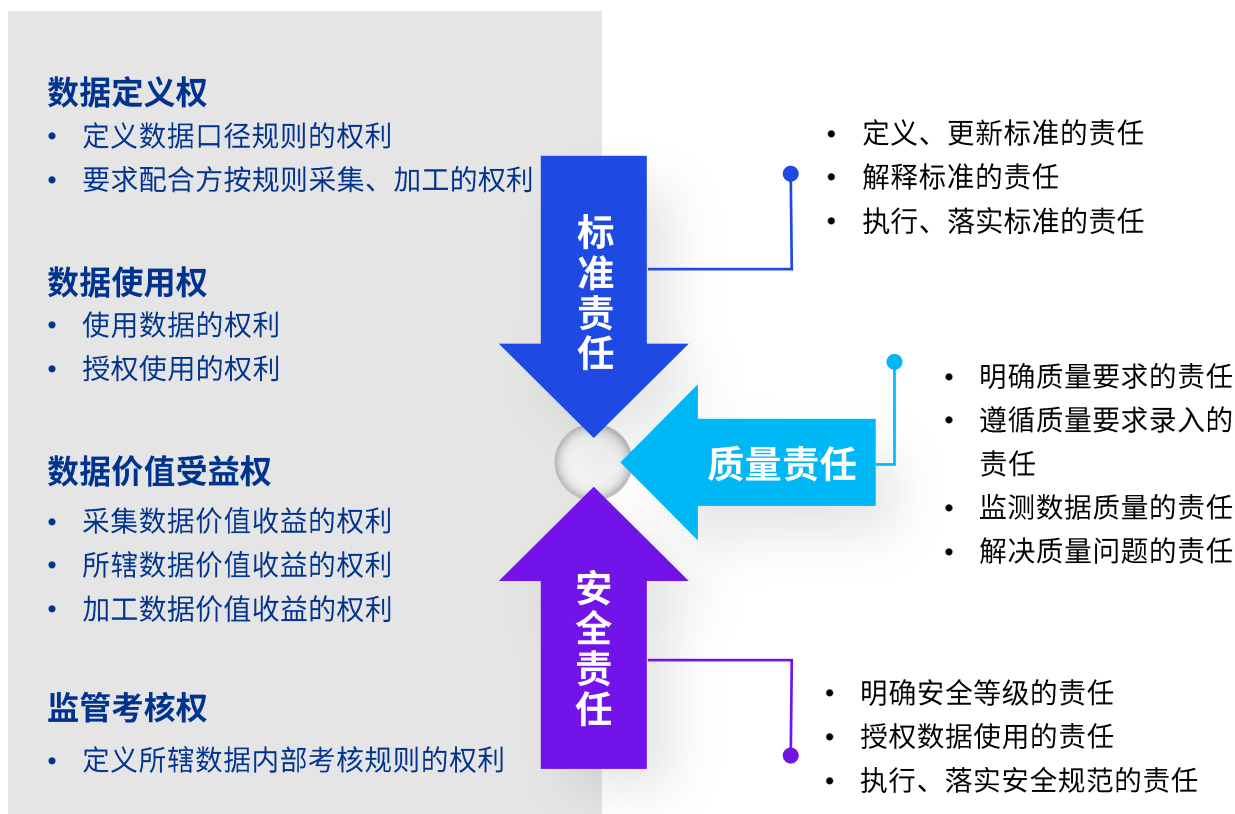 数据定义权
• 定义数据口径规则的权利
• 要求配合方按规则采集、加工的权利
数据使用权
• 使用数据的权利
• 授权使用的权利
数据价值受益权
• 采集数据价值收益的权利
• 所辖数据价值收益的权利
• 加工数据价值收益的权利
监管考核权
• 定义所辖数据内部考核规则的权利
标准责任
• 定义、更新标准的责任
• 解释标准的责任
• 执行、落实标准的责任
质量责任
• 明确质量要求的责任
• 遵循质量要求录入的
责任
• 监测数据质量的责任
• 解决质量问题的责任
安全责任
• 明确安全等级的责任
• 授权数据使用的责任
• 执行、落实安全规范的责任